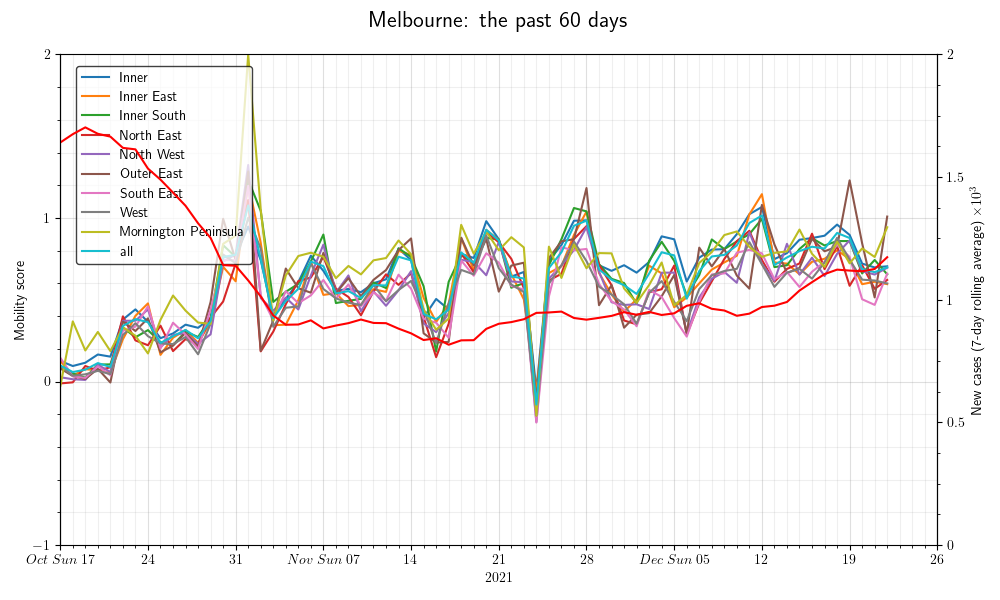 Melbourne: the past 60 days
2
1
0
−1
Mobility score
Inner
Inner East
Inner South
North East
North West
Outer East
South East
West
Mornington Peninsula
all
2
1.5
1
0.5
0
New cases (7-day rolling average) ×10³
Oct Sun 17
24
31
Nov Sun 07
14
21
28
Dec Sun 05
12
19
26
2021